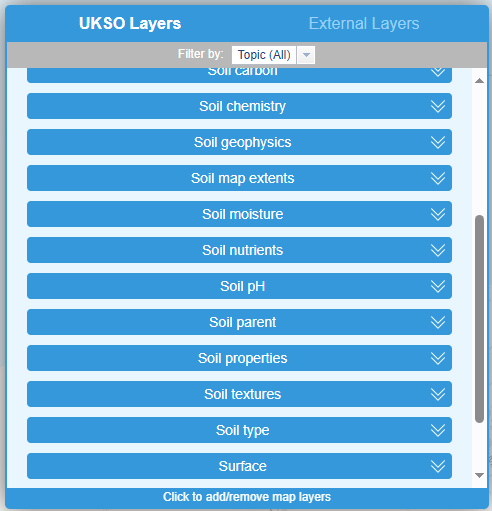 UKSO Layers External Layers
Filter by: Topic (All)
Soil carbon
Soil chemistry
Soil geophysics
Soil map extents
Soil moisture
Soil nutrients
Soil pH
Soil parent
Soil properties
Soil textures
Soil type
Surface
Click to add/remove map layers